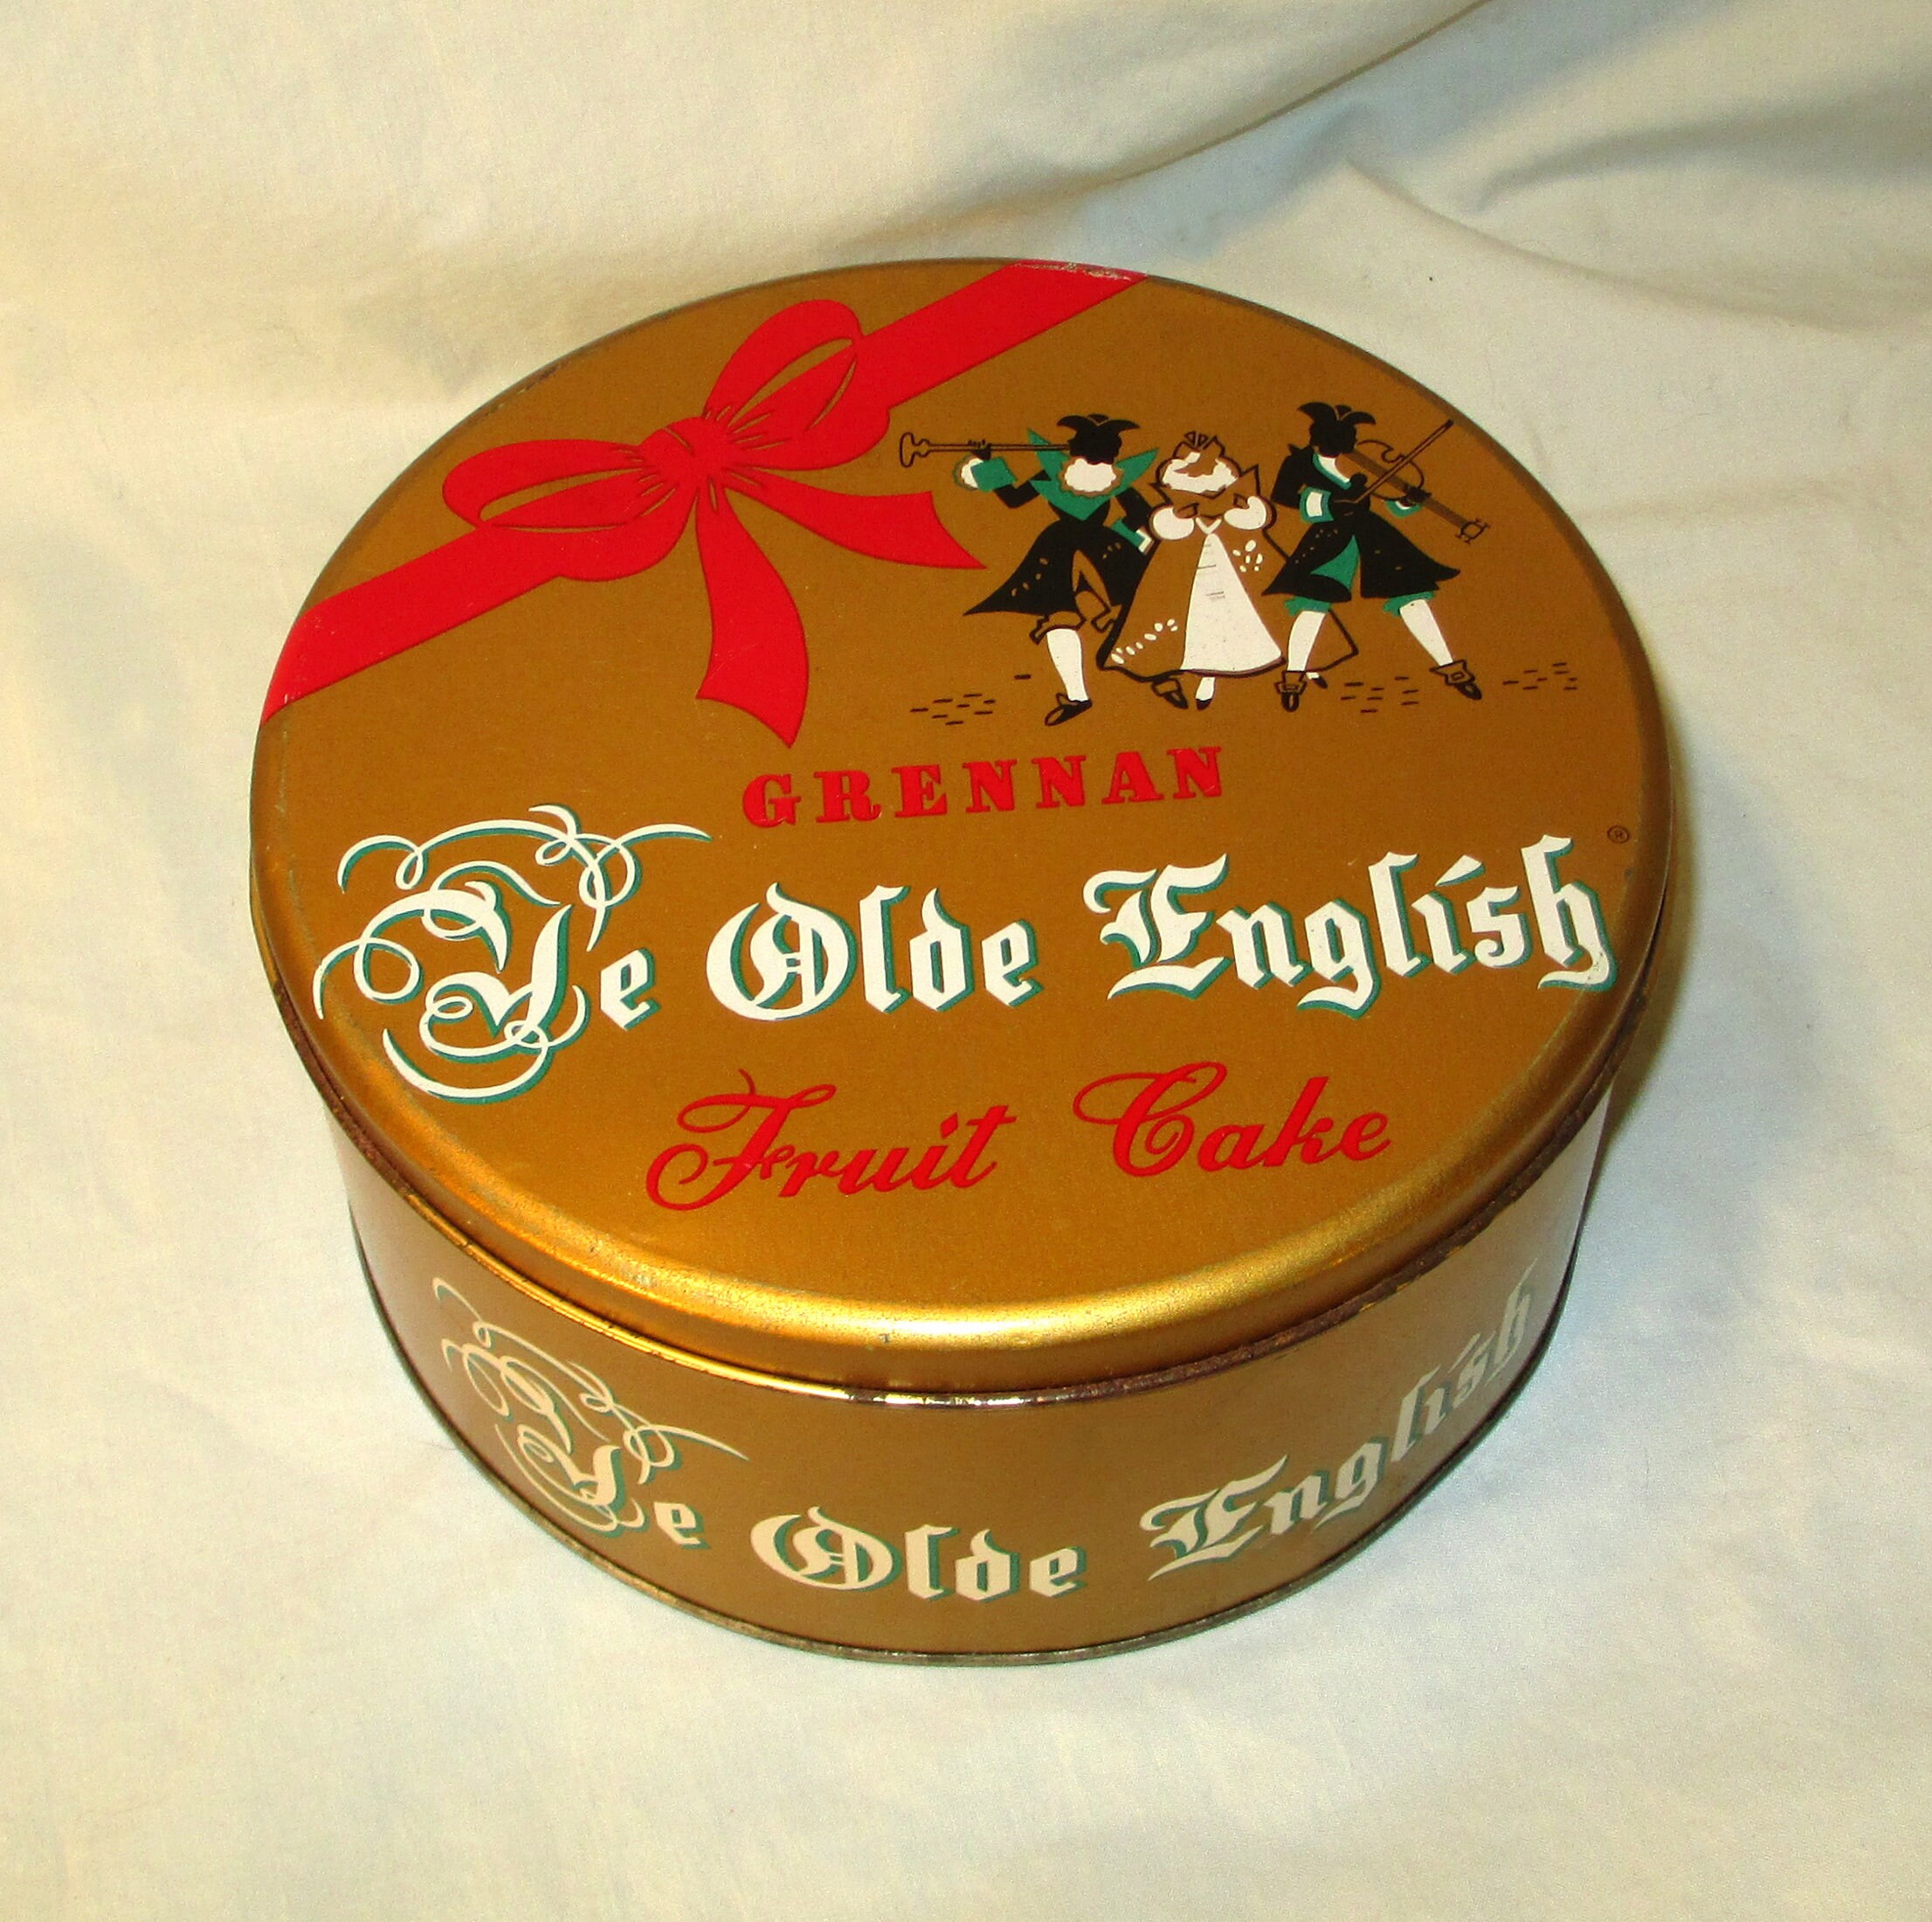 GRENNAN
Ye Olde English ®
Fruit Cake
Ye Olde English